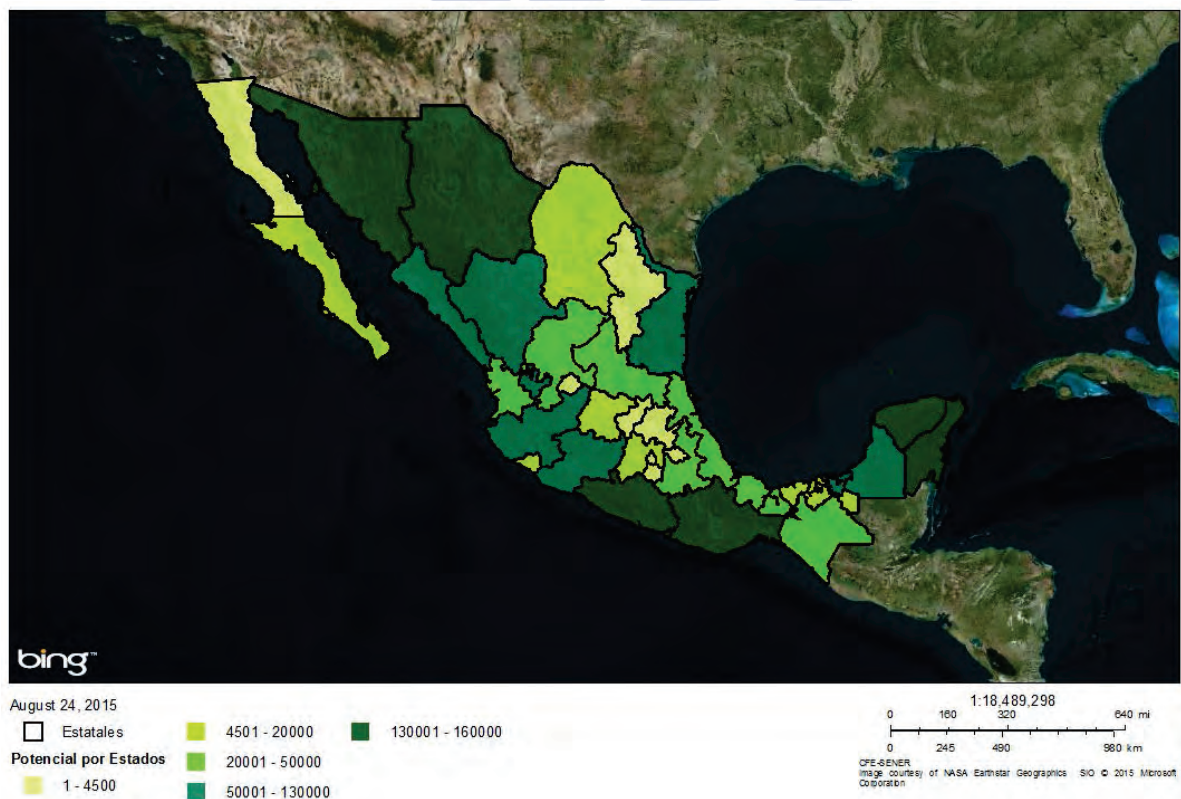 bing™
August 24, 2015
Estatales
Potencial por Estados
1 - 4500
4501 - 20000
20001 - 50000
50001 - 130000
130001 - 160000
1:18,489,298
0 160 320 640 mi
0 245 490 980 km
CFE-SENER
Image courtesy of NASA Earthstar Geographics SIO © 2015 Microsoft
Corporation